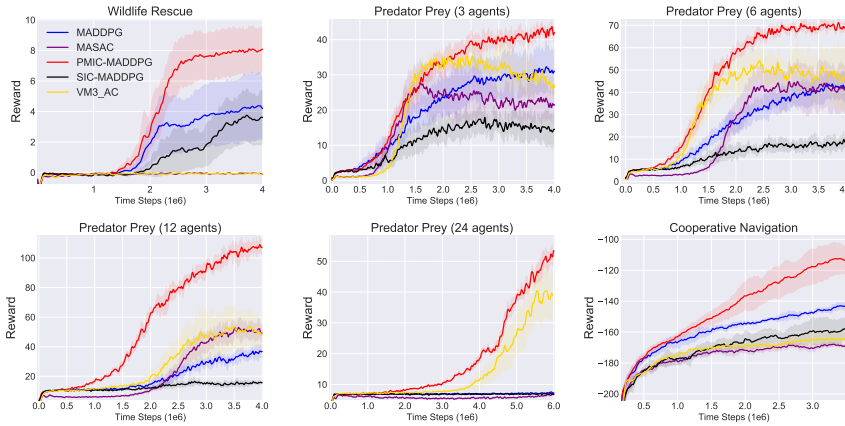 Wildlife Rescue
Reward
10
8
6
4
2
0
MADDPG
MASAC
PMIC-MADDPG
SIC-MADDPG
VM3_AC
1 2 3 4
Time Steps (1e6)
Predator Prey (3 agents)
Reward
40
30
20
10
0
0.0 0.5 1.0 1.5 2.0 2.5 3.0 3.5 4.0
Time Steps (1e6)
Predator Prey (6 agents)
Reward
70
60
50
40
30
20
10
0
0.0 0.5 1.0 1.5 2.0 2.5 3.0 3.5 4.
Time Steps (1e6)
Predator Prey (12 agents)
Reward
100
80
60
40
20
0.0 0.5 1.0 1.5 2.0 2.5 3.0 3.5 4.0
Time Steps (1e6)
Predator Prey (24 agents)
Reward
50
40
30
20
10
0.0 1.0 2.0 3.0 4.0 5.0 6.0
Time Steps (1e6)
Cooperative Navigation
Reward
−100
−120
−140
−160
−180
−200
0.5 1.0 1.5 2.0 2.5 3.0
Time Steps (1e6)